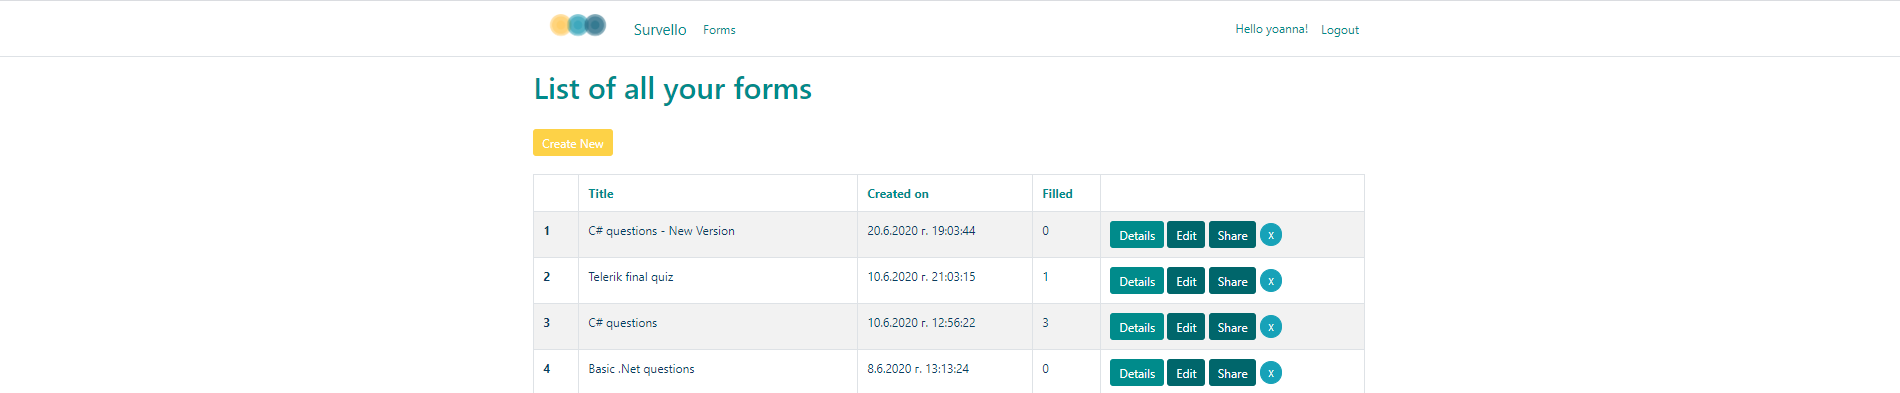 Survello Forms Hello yoanna! Logout
List of all your forms
Create New
Title Created on Filled
1 C# questions - New Version 20.6.2020 г. 19:03:44 0 Details Edit Share x
2 Telerik final quiz 10.6.2020 г. 21:03:15 1 Details Edit Share x
3 C# questions 10.6.2020 г. 12:56:22 3 Details Edit Share x
4 Basic .Net questions 8.6.2020 г. 13:13:24 0 Details Edit Share x